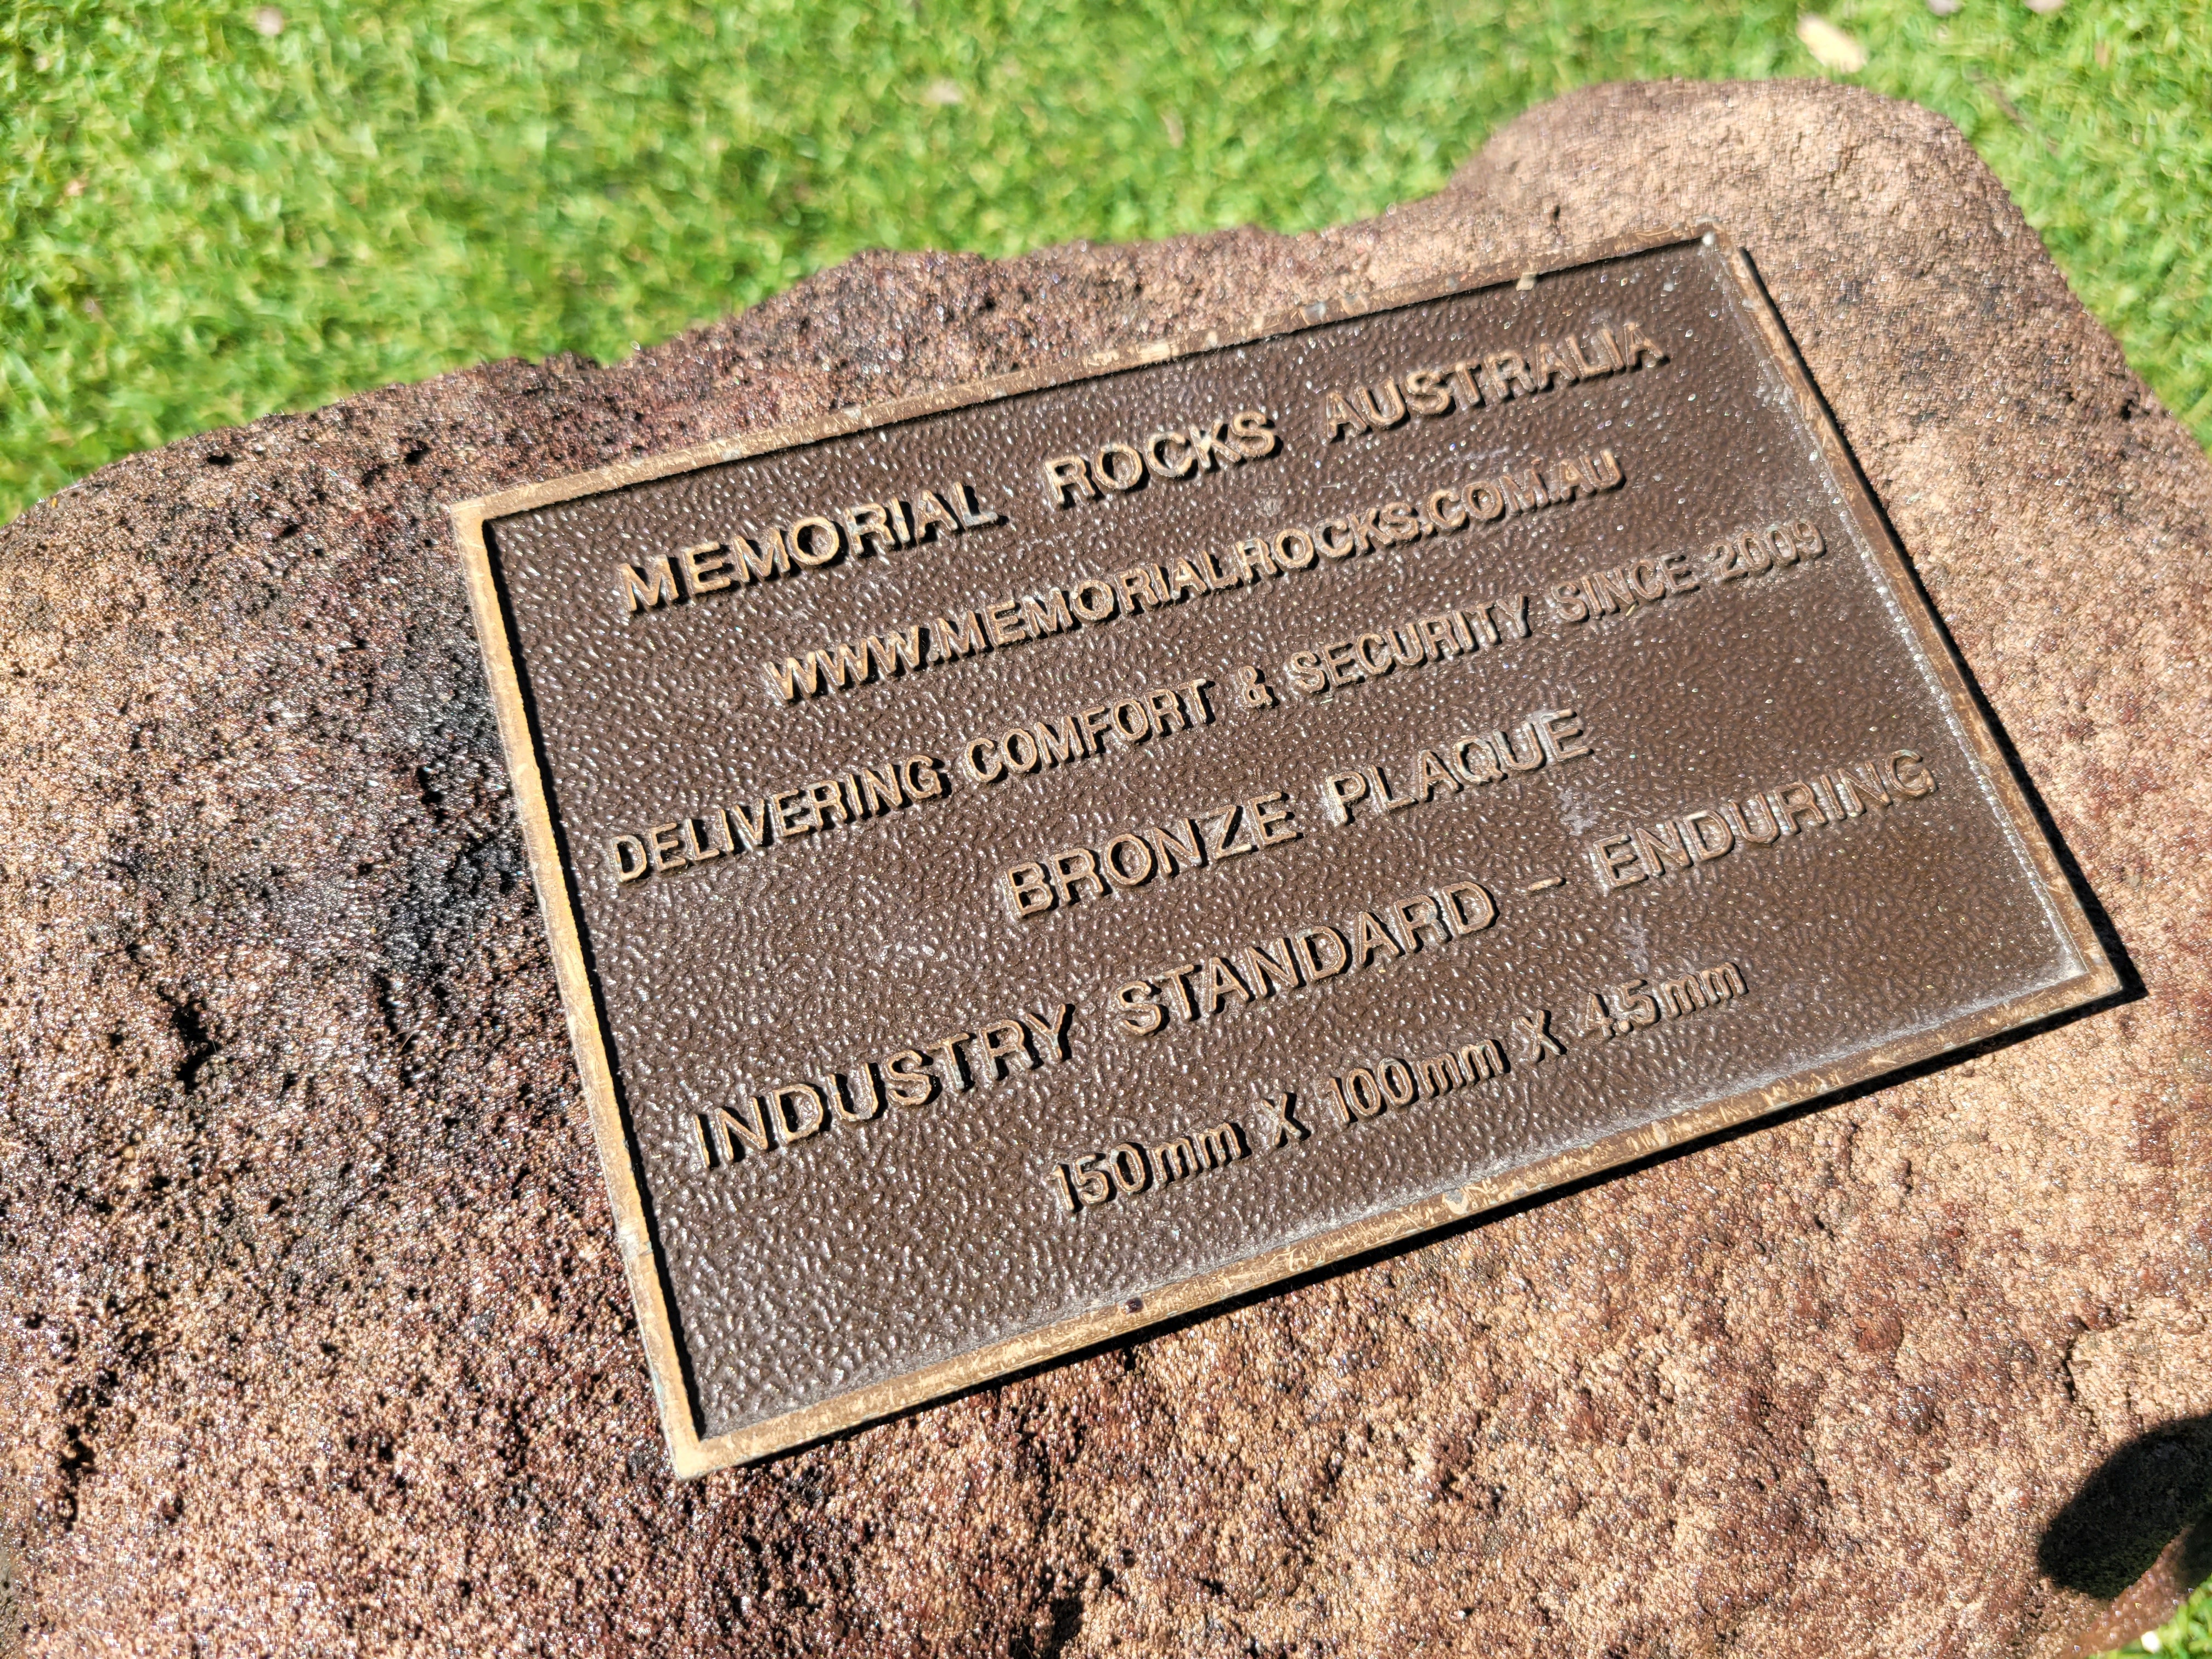 MEMORIAL ROCKS AUSTRALIA
WWW.MEMORIALROCKS.COM.AU
DELIVERING COMFORT & SECURITY SINCE 2009
BRONZE PLAQUE
INDUSTRY STANDARD - ENDURING
150mm X 100mm X 4.5mm